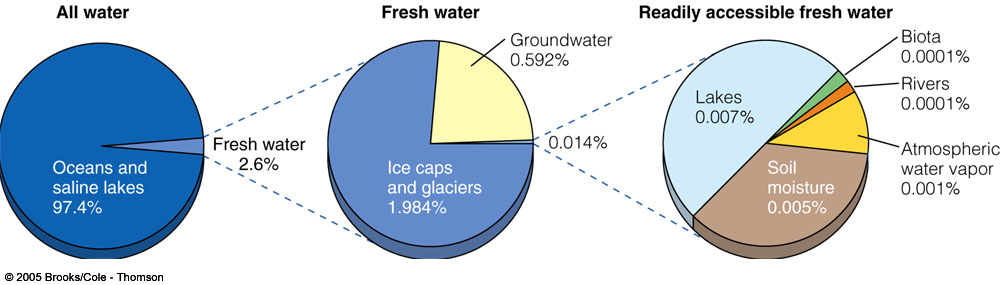 All water
Fresh water
Readily accessible fresh water
Oceans and
saline lakes
97.4%
Fresh water
2.6%
Groundwater
0.592%
Ice caps
and glaciers
1.984%
0.014%
Lakes
0.007%
Biota
0.0001%
Rivers
0.0001%
Atmospheric
water vapor
0.001%
Soil
moisture
0.005%
© 2005 Brooks/Cole - Thomson